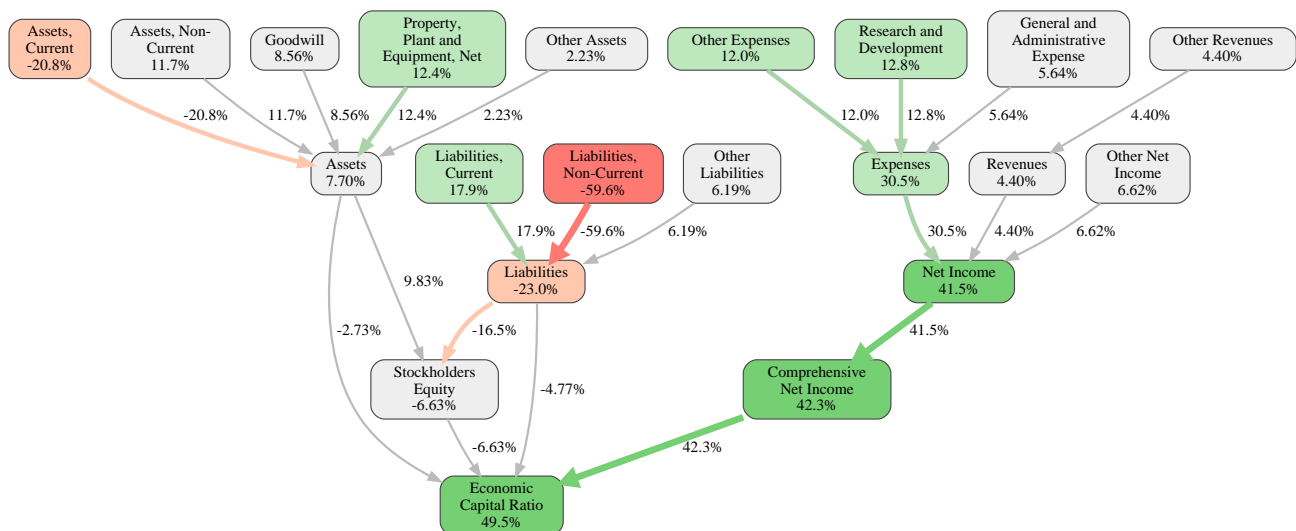 Assets,
Current
-20.8%
Assets, Non-
Current
11.7%
Goodwill
8.56%
Property,
Plant and
Equipment, Net
12.4%
Other Assets
2.23%
Other Expenses
12.0%
Research and
Development
12.8%
General and
Administrative
Expense
5.64%
Other Revenues
4.40%
-20.8%
11.7%
8.56%
12.4%
2.23%
12.0%
12.8%
5.64%
4.40%
Assets
7.70%
Liabilities,
Current
17.9%
Liabilities,
Non-Current
-59.6%
Other
Liabilities
6.19%
Expenses
30.5%
Revenues
4.40%
Other Net
Income
6.62%
17.9%
-59.6%
6.19%
30.5%
4.40%
6.62%
Liabilities
-23.0%
Net Income
41.5%
9.83%
-2.73%
-16.5%
41.5%
Stockholders
Equity
-6.63%
-4.77%
Comprehensive
Net Income
42.3%
-6.63%
42.3%
Economic
Capital Ratio
49.5%